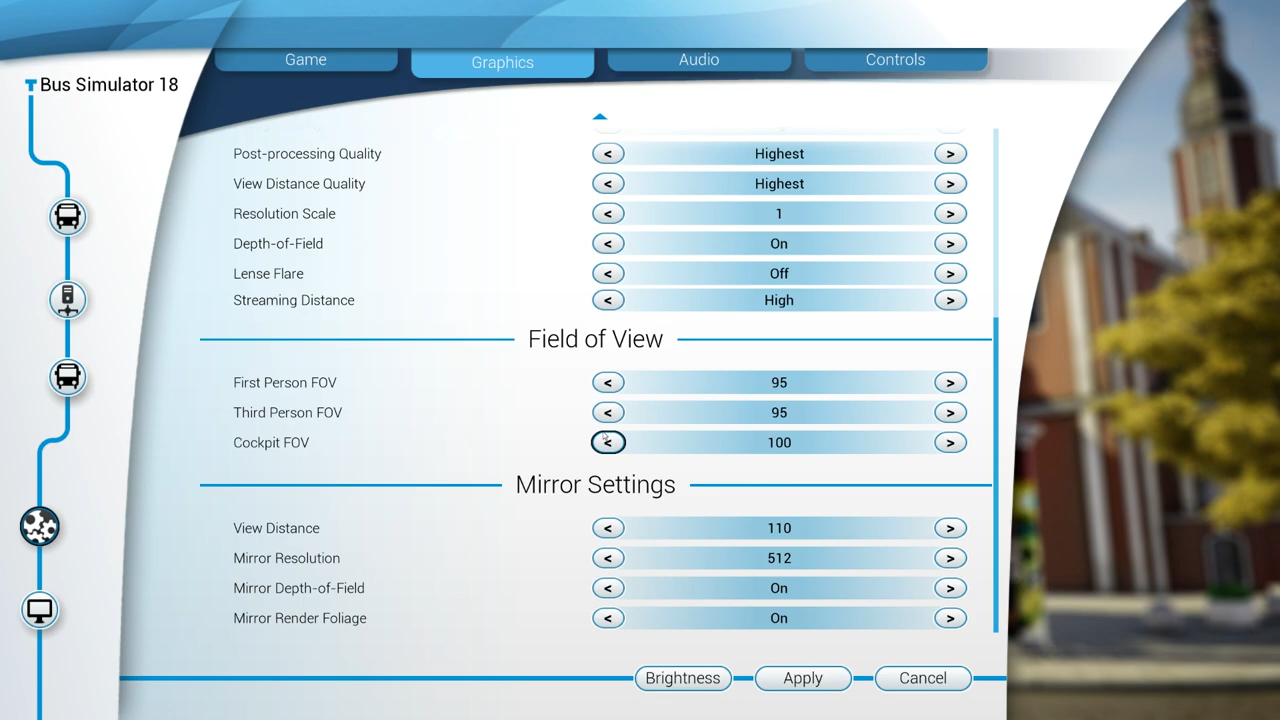 Game Graphics Audio Controls
Bus Simulator 18
Post-processing Quality < Highest >
View Distance Quality < Highest >
Resolution Scale < 1 >
Depth-of-Field < On >
Lense Flare < Off >
Streaming Distance < High >
Field of View
First Person FOV < 95 >
Third Person FOV < 95 >
Cockpit FOV < 100 >
Mirror Settings
View Distance < 110 >
Mirror Resolution < 512 >
Mirror Depth-of-Field < On >
Mirror Render Foliage < On >
Brightness Apply Cancel